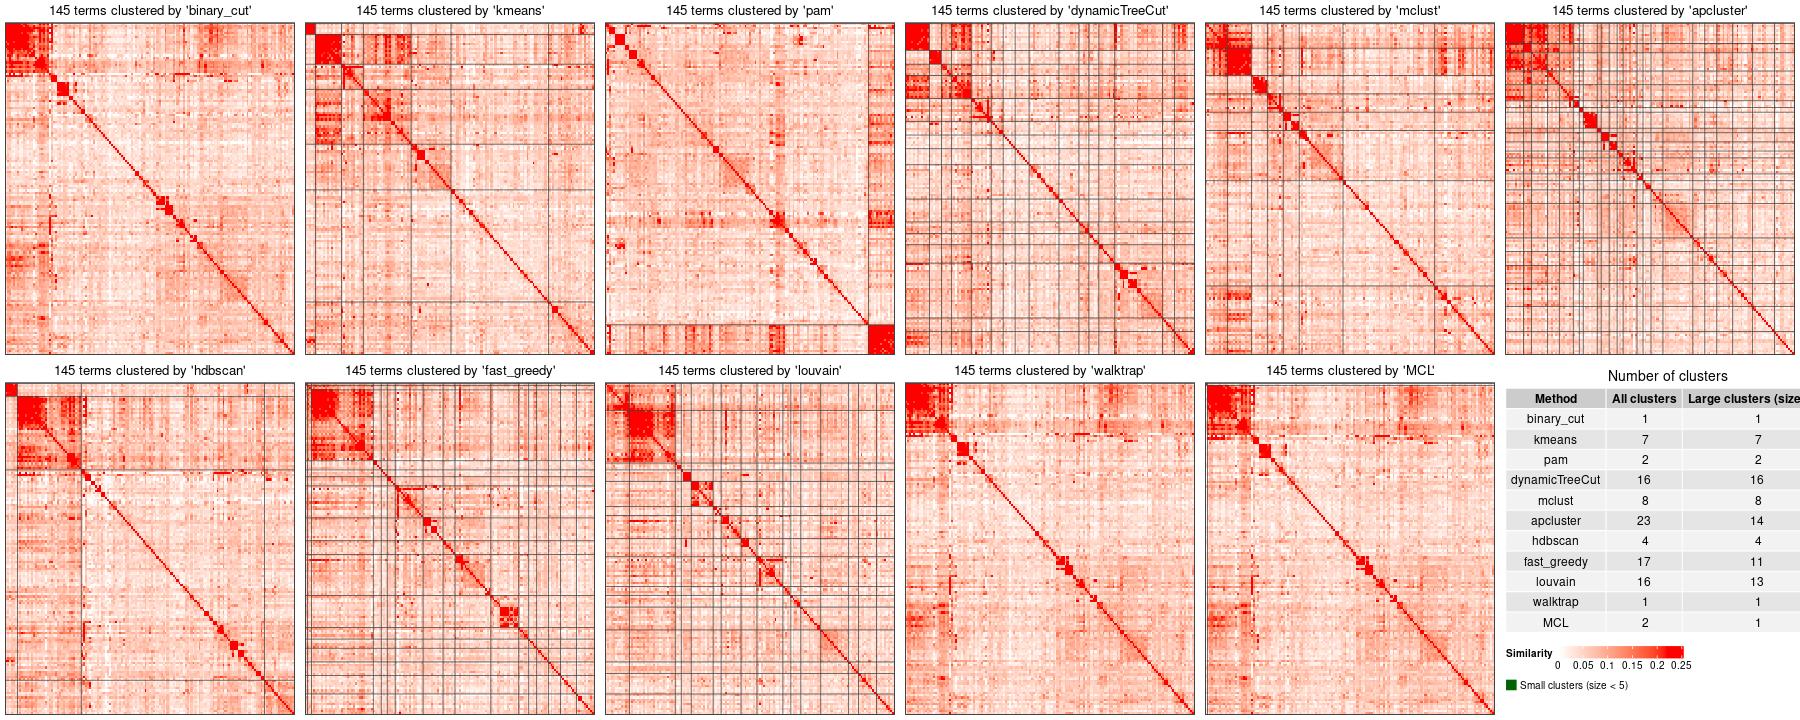 145 terms clustered by 'binary_cut'
145 terms clustered by 'kmeans'
145 terms clustered by 'pam'
145 terms clustered by 'dynamicTreeCut'
145 terms clustered by 'mclust'
145 terms clustered by 'apcluster'
145 terms clustered by 'hdbscan'
145 terms clustered by 'fast_greedy'
145 terms clustered by 'louvain'
145 terms clustered by 'walktrap'
145 terms clustered by 'MCL'
Number of clusters
Method All clusters Large clusters (size
binary_cut 1 1
kmeans 7 7
pam 2 2
dynamicTreeCut 16 16
mclust 8 8
apcluster 23 14
hdbscan 4 4
fast_greedy 17 11
louvain 16 13
walktrap 1 1
MCL 2 1
Similarity
0 0.05 0.1 0.15 0.2 0.25
Small clusters (size < 5)